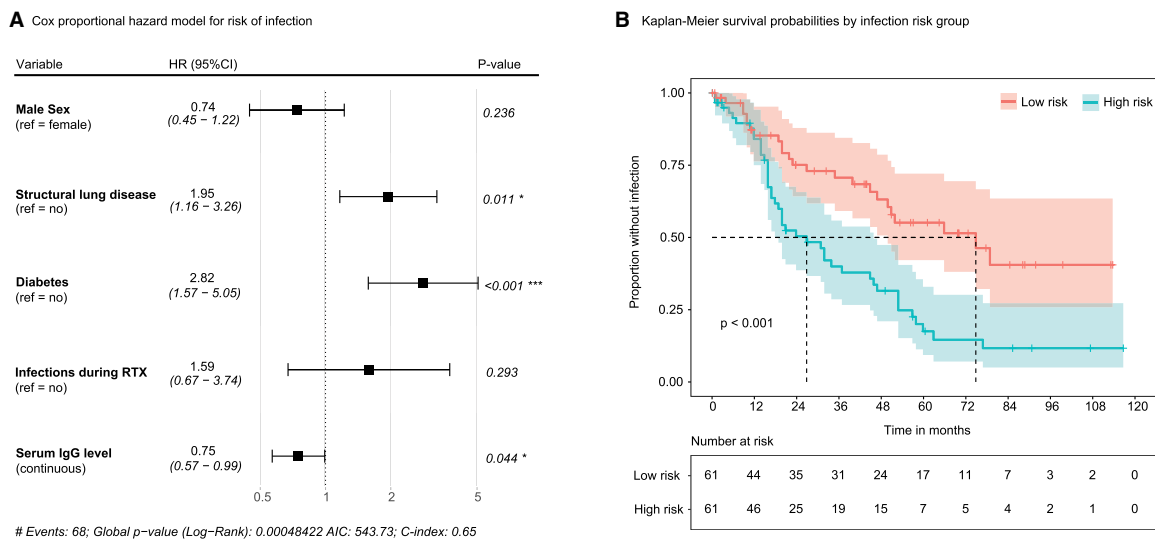 A Cox proportional hazard model for risk of infection
Variable HR (95%CI) P-value
Male Sex
(ref = female)
0.74
(0.45 − 1.22)
0.236
Structural lung disease
(ref = no)
1.95
(1.16 − 3.26)
0.011 *
Diabetes
(ref = no)
2.82
(1.57 − 5.05)
<0.001 ***
Infections during RTX
(ref = no)
1.59
(0.67 − 3.74)
0.293
Serum IgG level
(continuous)
0.75
(0.57 − 0.99)
0.044 *
0.5 1 2 5
# Events: 68; Global p−value (Log−Rank): 0.00048422 AIC: 543.73; C-index: 0.65
B Kaplan-Meier survival probabilities by infection risk group
Low risk High risk
Proportion without infection
1.00
0.75
0.50
0.25
0.00
p < 0.001
0 12 24 36 48 60 72 84 96 108 120
Time in months
Number at risk
Low risk 61 44 35 31 24 17 11 7 3 2 0
High risk 61 46 25 19 15 7 5 4 2 1 0